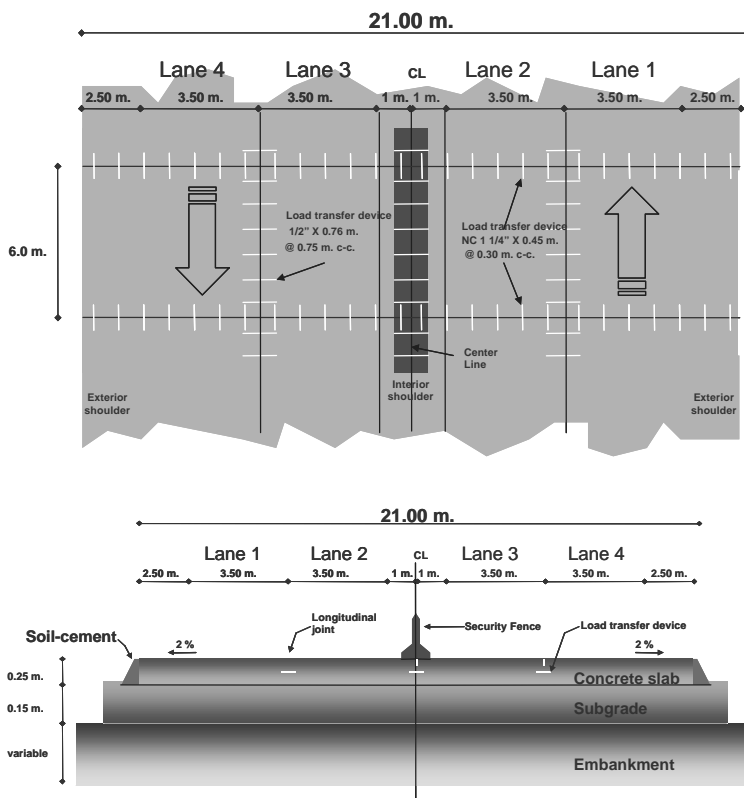 21.00 m.
Lane 4
Lane 3
CL
Lane 2
Lane 1
2.50 m.
3.50 m.
3.50 m.
1 m.
1 m.
3.50 m.
3.50 m.
2.50 m.
Load transfer device
1/2” X 0.76 m.
@ 0.75 m. c-c.
Load transfer device
NC 1 1/4” X 0.45 m.
@ 0.30 m. c-c.
6.0 m.
Center
Line
Exterior
shoulder
Interior
shoulder
Exterior
shoulder
21.00 m.
Lane 1
Lane 2
CL
Lane 3
Lane 4
2.50 m.
3.50 m.
3.50 m.
1 m.
1 m.
3.50 m.
3.50 m.
2.50 m.
Longitudinal
joint
Security Fence
Load transfer device
Soil-cement
2 %
2 %
0.25 m.
Concrete slab
0.15 m.
Subgrade
variable
Embankment